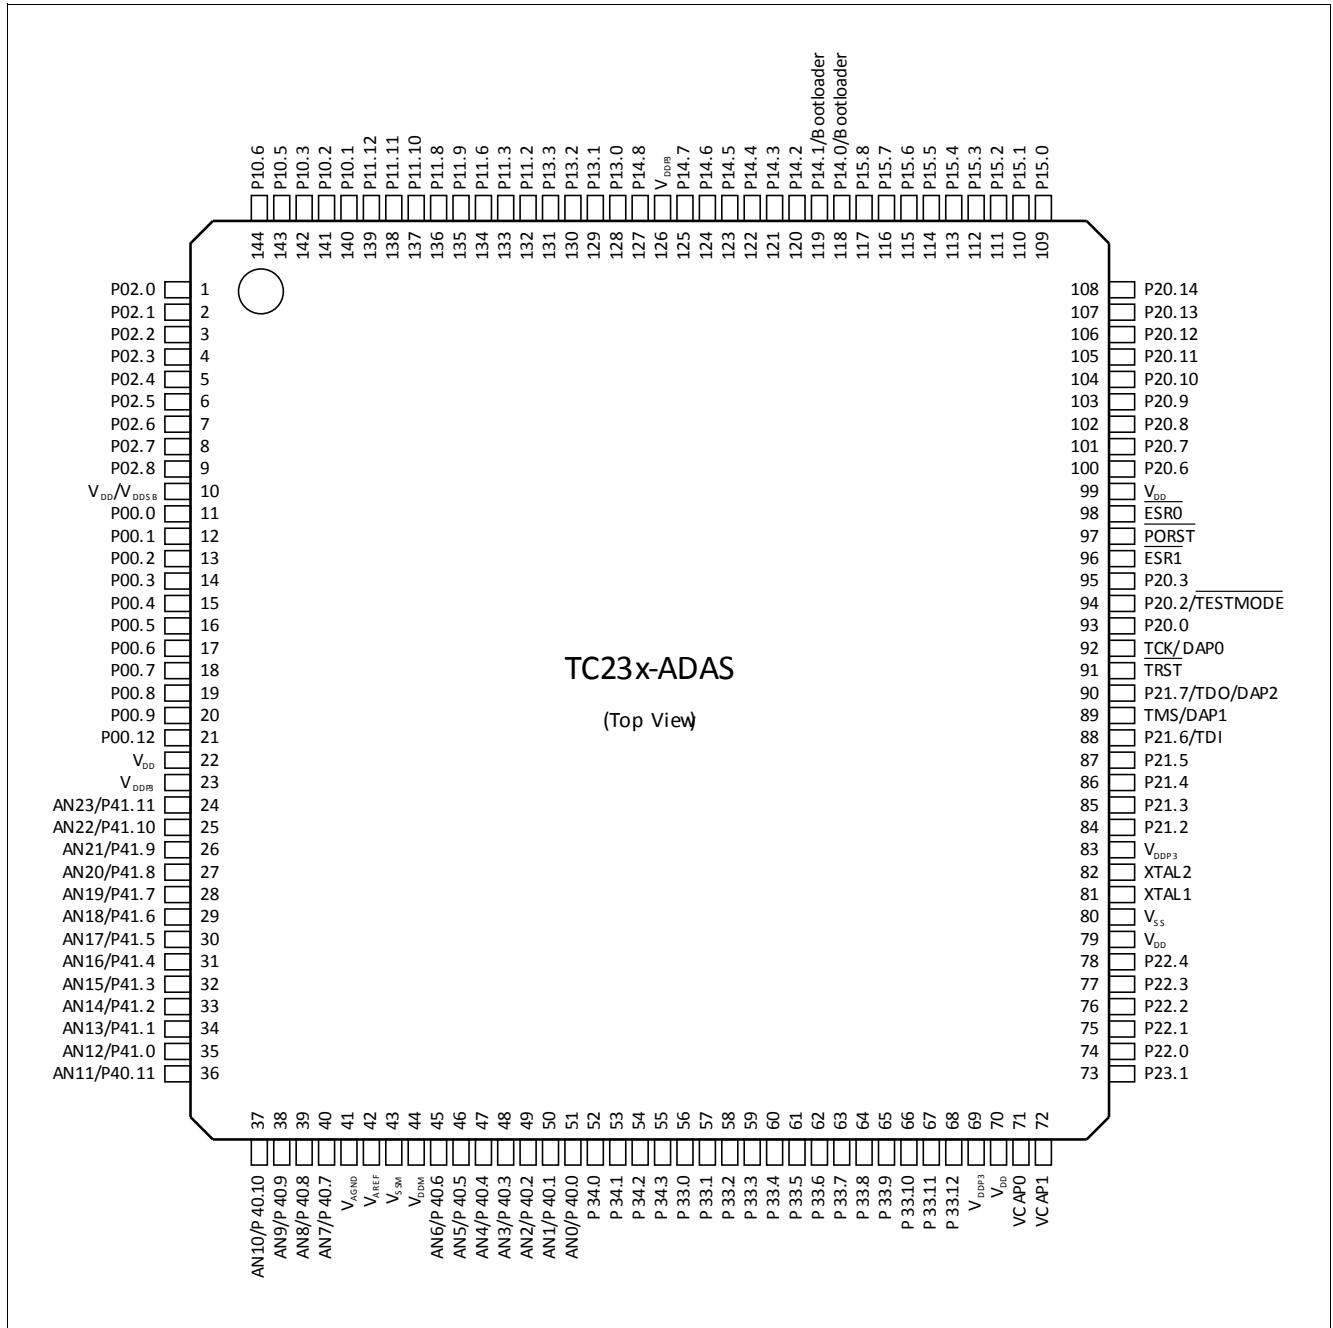 P10.6
P10.5
P10.3
P10.2
P10.1
P11.12
P11.11
P11.10
P11.8
P11.9
P11.6
P11.3
P11.2
P13.3
P13.2
P13.1
P13.0
P14.8
VDDP3
P14.7
P14.6
P14.5
P14.4
P14.3
P14.2
P14.1/Bootloader
P14.0/Bootloader
P15.8
P15.7
P15.6
P15.5
P15.4
P15.3
P15.2
P15.1
P15.0
144
143
142
141
140
139
138
137
136
135
134
133
132
131
130
129
128
127
126
125
124
123
122
121
120
119
118
117
116
115
114
113
112
111
110
109
P02.0 1
P02.1 2
P02.2 3
P02.3 4
P02.4 5
P02.5 6
P02.6 7
P02.7 8
P02.8 9
VDD/VDDSB 10
P00.0 11
P00.1 12
P00.2 13
P00.3 14
P00.4 15
P00.5 16
P00.6 17
P00.7 18
P00.8 19
P00.9 20
P00.12 21
VDD 22
VDDP3 23
AN23/P41.11 24
AN22/P41.10 25
AN21/P41.9 26
AN20/P41.8 27
AN19/P41.7 28
AN18/P41.6 29
AN17/P41.5 30
AN16/P41.4 31
AN15/P41.3 32
AN14/P41.2 33
AN13/P41.1 34
AN12/P41.0 35
AN11/P40.11 36
TC23x-ADAS
(Top View)
108 P20.14
107 P20.13
106 P20.12
105 P20.11
104 P20.10
103 P20.9
102 P20.8
101 P20.7
100 P20.6
99 VDD
98 ESR0
97 PORST
96 ESR1
95 P20.3
94 P20.2/TESTMODE
93 P20.0
92 TCK/DAP0
91 TRST
90 P21.7/TDO/DAP2
89 TMS/DAP1
88 P21.6/TDI
87 P21.5
86 P21.4
85 P21.3
84 P21.2
83 VDDP3
82 XTAL2
81 XTAL1
80 VSS
79 VDD
78 P22.4
77 P22.3
76 P22.2
75 P22.1
74 P22.0
73 P23.1
37
38
39
40
41
42
43
44
45
46
47
48
49
50
51
52
53
54
55
56
57
58
59
60
61
62
63
64
65
66
67
68
69
70
71
72
AN10/P40.10
AN9/P40.9
AN8/P40.8
AN7/P40.7
VAGND
VAREF
VSSM
VDDM
AN6/P40.6
AN5/P40.5
AN4/P40.4
AN3/P40.3
AN2/P40.2
AN1/P40.1
AN0/P40.0
P34.0
P34.1
P34.2
P34.3
P33.0
P33.1
P33.2
P33.3
P33.4
P33.5
P33.6
P33.7
P33.8
P33.9
P33.10
P33.11
P33.12
VDDP3
VDD
VCAP0
VCAP1